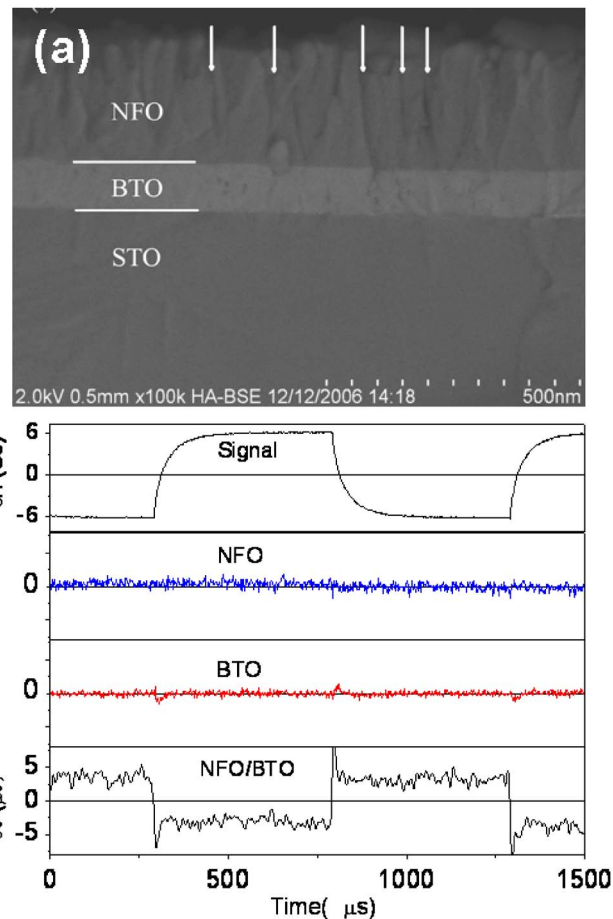 (a)
NFO
BTO
STO
2.0kV 0.5mm x100k HA-BSE 12/12/2006 14:18 500nm
6
Signal
0
-6
NFO
0
BTO
0
NFO/BTO
5
0
-5
0 500 1000 1500
Time( μs)